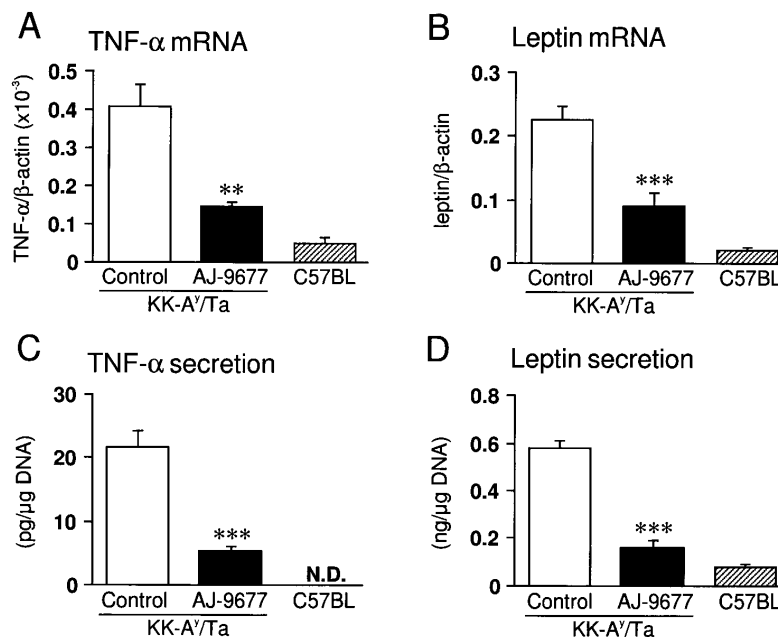 A
TNF-α mRNA
TNF-α/β-actin (x10⁻³)
0.5
0.4
0.3
0.2
0.1
0
**
Control AJ-9677 C57BL
KK-Aʸ/Ta
B
Leptin mRNA
leptin/β-actin
0.3
0.2
0.1
0
***
Control AJ-9677 C57BL
KK-Aʸ/Ta
C
TNF-α secretion
(pg/μg DNA)
30
20
10
0
***
N.D.
Control AJ-9677 C57BL
KK-Aʸ/Ta
D
Leptin secretion
(ng/μg DNA)
0.8
0.6
0.4
0.2
0
***
Control AJ-9677 C57BL
KK-Aʸ/Ta